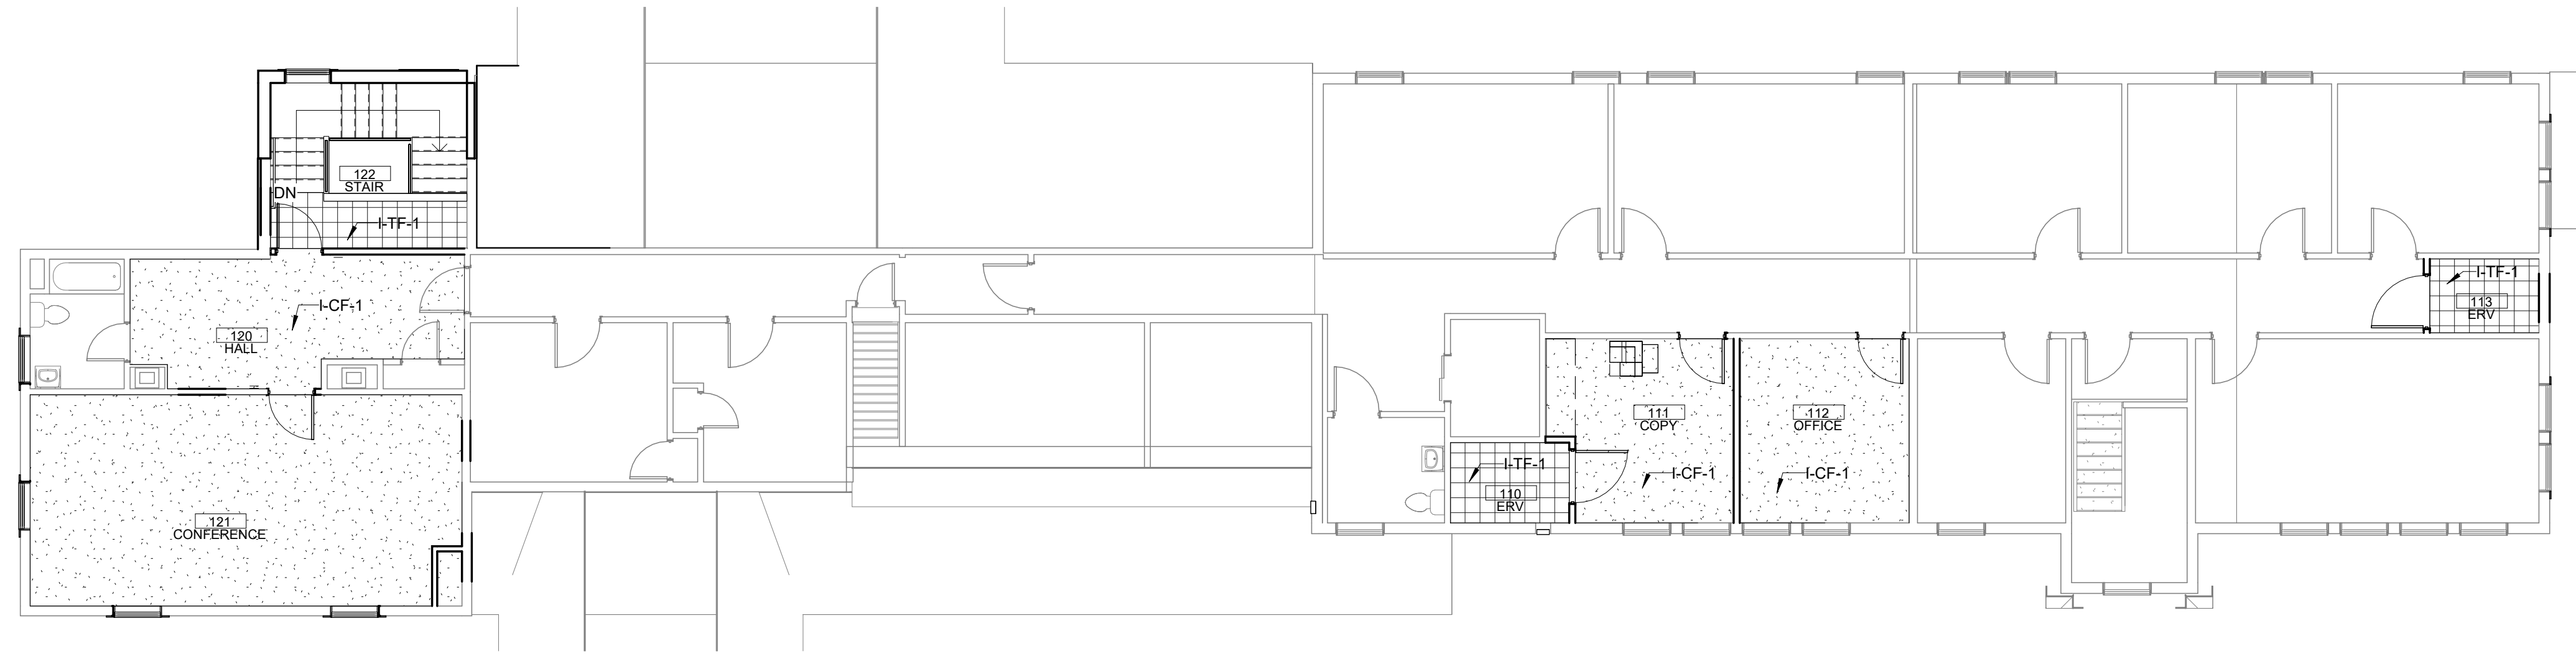 122
STAIR
DN
I-TF-1
I-CF-1
120
HALL
121
CONFERENCE
I-TF-1
110
ERV
111
COPY
I-CF-1
112
OFFICE
I-CF-1
I-TF-1
113
ERV